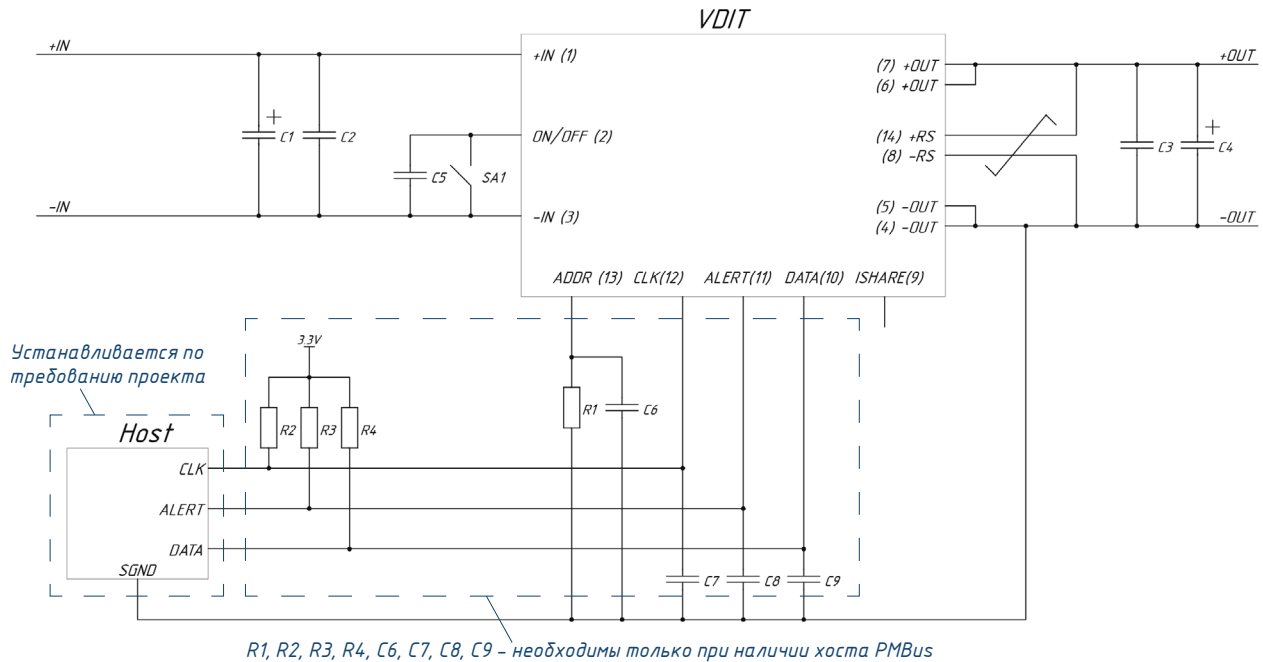 VDIT
+IN
+IN (1)
C1
C2
ON/OFF (2)
C5
SA1
-IN
-IN (3)
(7) +OUT
(6) +OUT
+OUT
(14) +RS
(8) -RS
C3
C4
(5) -OUT
(4) -OUT
-OUT
ADDR (13)
CLK(12)
ALERT(11)
DATA(10)
ISHARE(9)
Устанавливается по
требованию проекта
3.3V
R2
R3
R4
R1
C6
Host
CLK
ALERT
DATA
SGND
C7
C8
C9
R1, R2, R3, R4, C6, C7, C8, C9 – необходимы только при наличии хоста PMBus